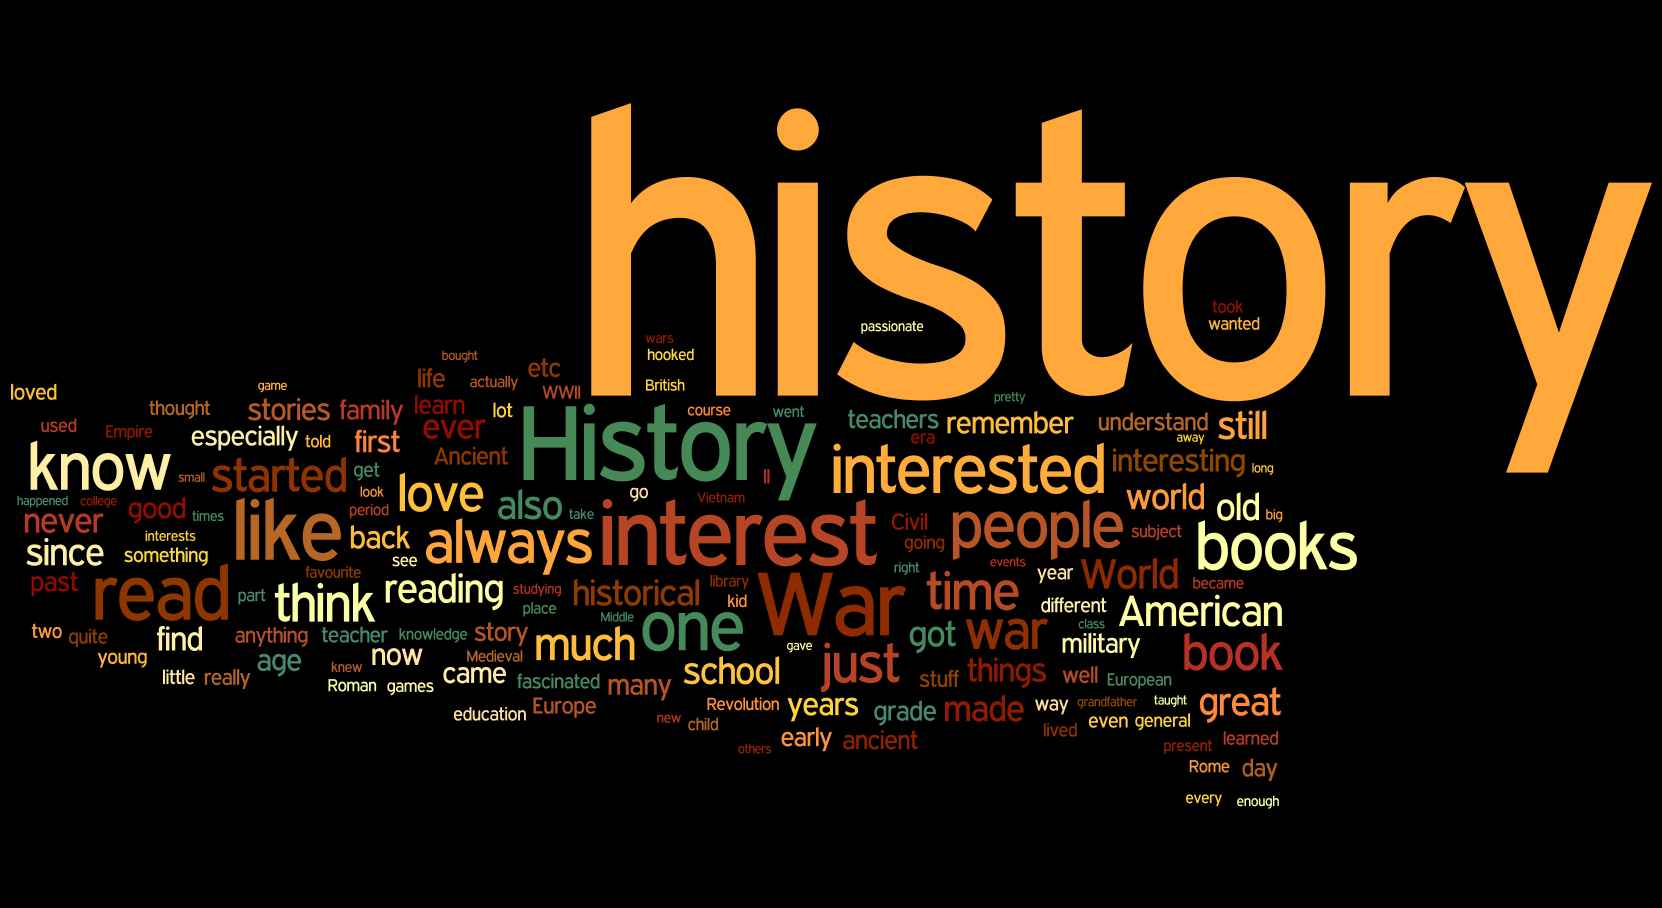 history
took
wanted
passionate
wars
hooked
British
bought
etc
life
actually
WWII
loved
game
thought
stories
family
learn
lot
course
went
pretty
teachers
remember
understand
still
used
Empire
especially
told
first
ever
History
era
away
know
small
started
get
Ancient
II
interested
interesting
long
happened
college
good
times
look
period
love
also
go
take
Vietnam
world
old
big
never
interests
like
back
always
interest
Civil
going
people
subject
books
since
something
see
past
read
favourite
part
think
reading
studying
place
historical
library
kid
War
right
time
events
year
World
became
different
American
two
quite
young
find
anything
teacher
knowledge
story
Middle
one
much
gave
got
war
class
military
book
little
really
age
knew
now
Medieval
came
Roman
games
fascinated
many
school
just
stuff
things
well
European
education
Europe
new
child
Revolution
years
grade
made
way
grandfather
taught
great
others
early
ancient
lived
even
general
present
learned
Rome
day
every
enough